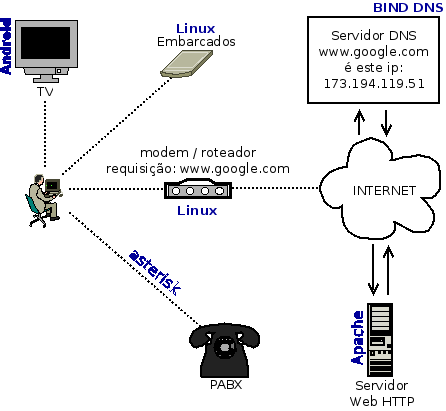 Android
TV
Linux
Embarcados
BIND DNS
Servidor DNS
www.google.com
é este ip:
173.194.119.51
modem / roteador
requisição: www.google.com
Linux
INTERNET
asterisk
PABX
Apache
Servidor
Web HTTP